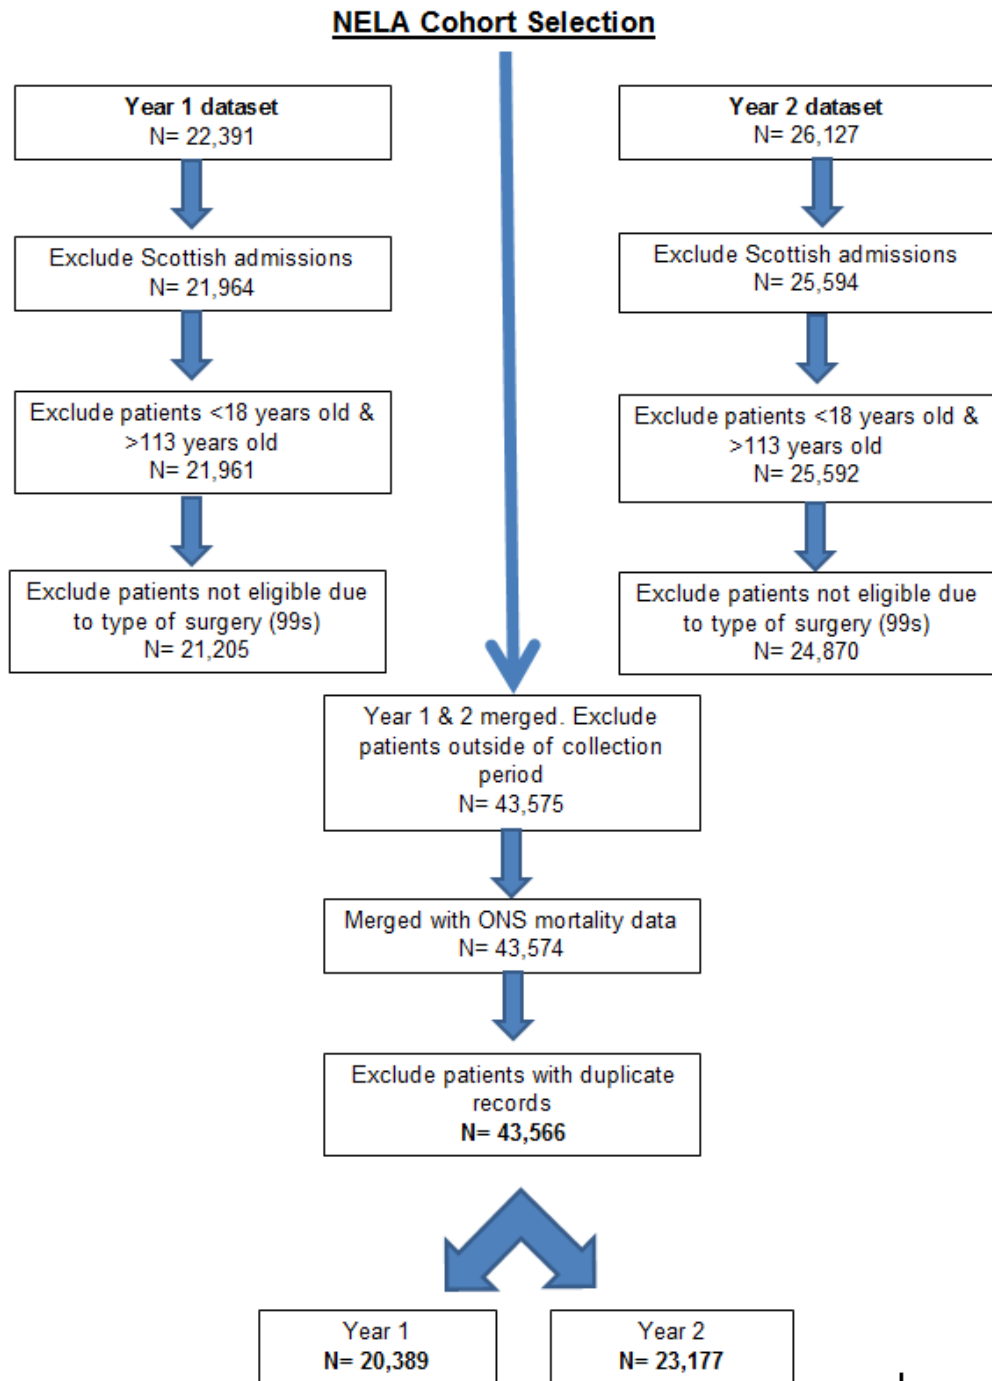 NELA Cohort Selection
Year 1 dataset
N= 22,391
Exclude Scottish admissions
N= 21,964
Exclude patients <18 years old &
>113 years old
N= 21,961
Exclude patients not eligible due
to type of surgery (99s)
N= 21,205
Year 2 dataset
N= 26,127
Exclude Scottish admissions
N= 25,594
Exclude patients <18 years old &
>113 years old
N= 25,592
Exclude patients not eligible due
to type of surgery (99s)
N= 24,870
Year 1 & 2 merged. Exclude
patients outside of collection
period
N= 43,575
Merged with ONS mortality data
N= 43,574
Exclude patients with duplicate
records
N= 43,566
Year 1
N= 20,389
Year 2
N= 23,177